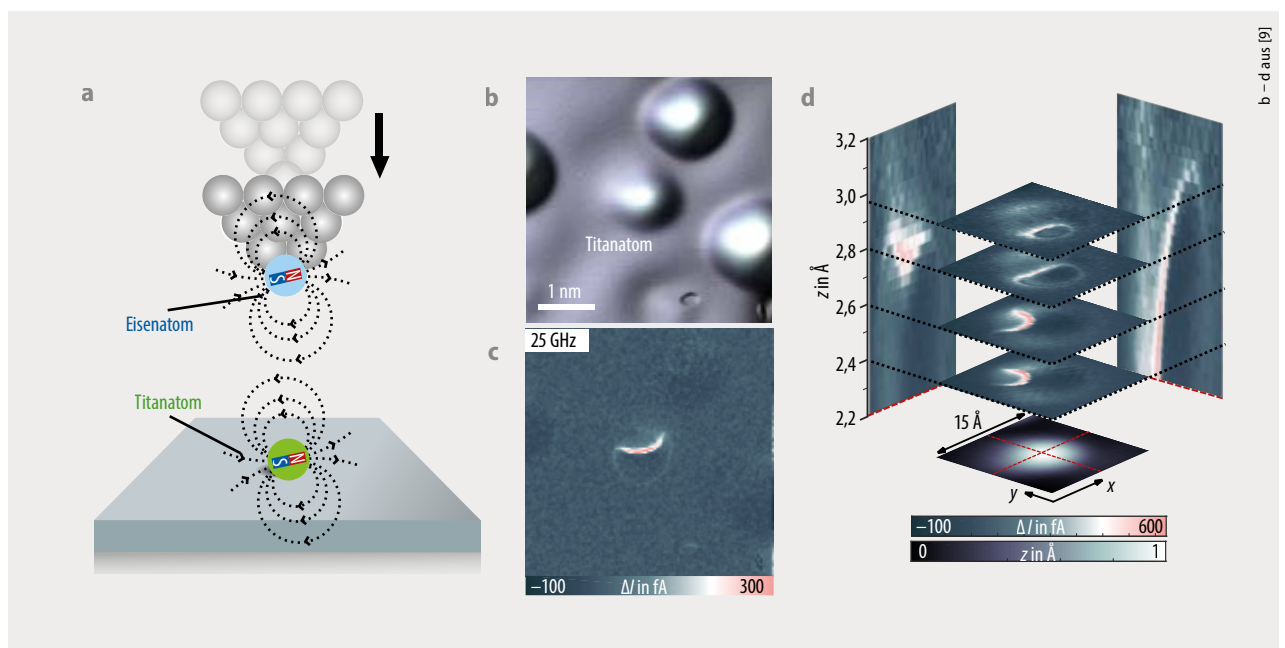 a
N
S
Eisenatom
Titanatom
N
S
b
Titanatom
1 nm
c
25 GHz
–100 ΔI in fA 300
d
b – d aus [9]
3,2
3,0
2,8
2,6
2,4
2,2
z in Å
15 Å
y
x
–100 ΔI in fA 600
0 z in Å 1